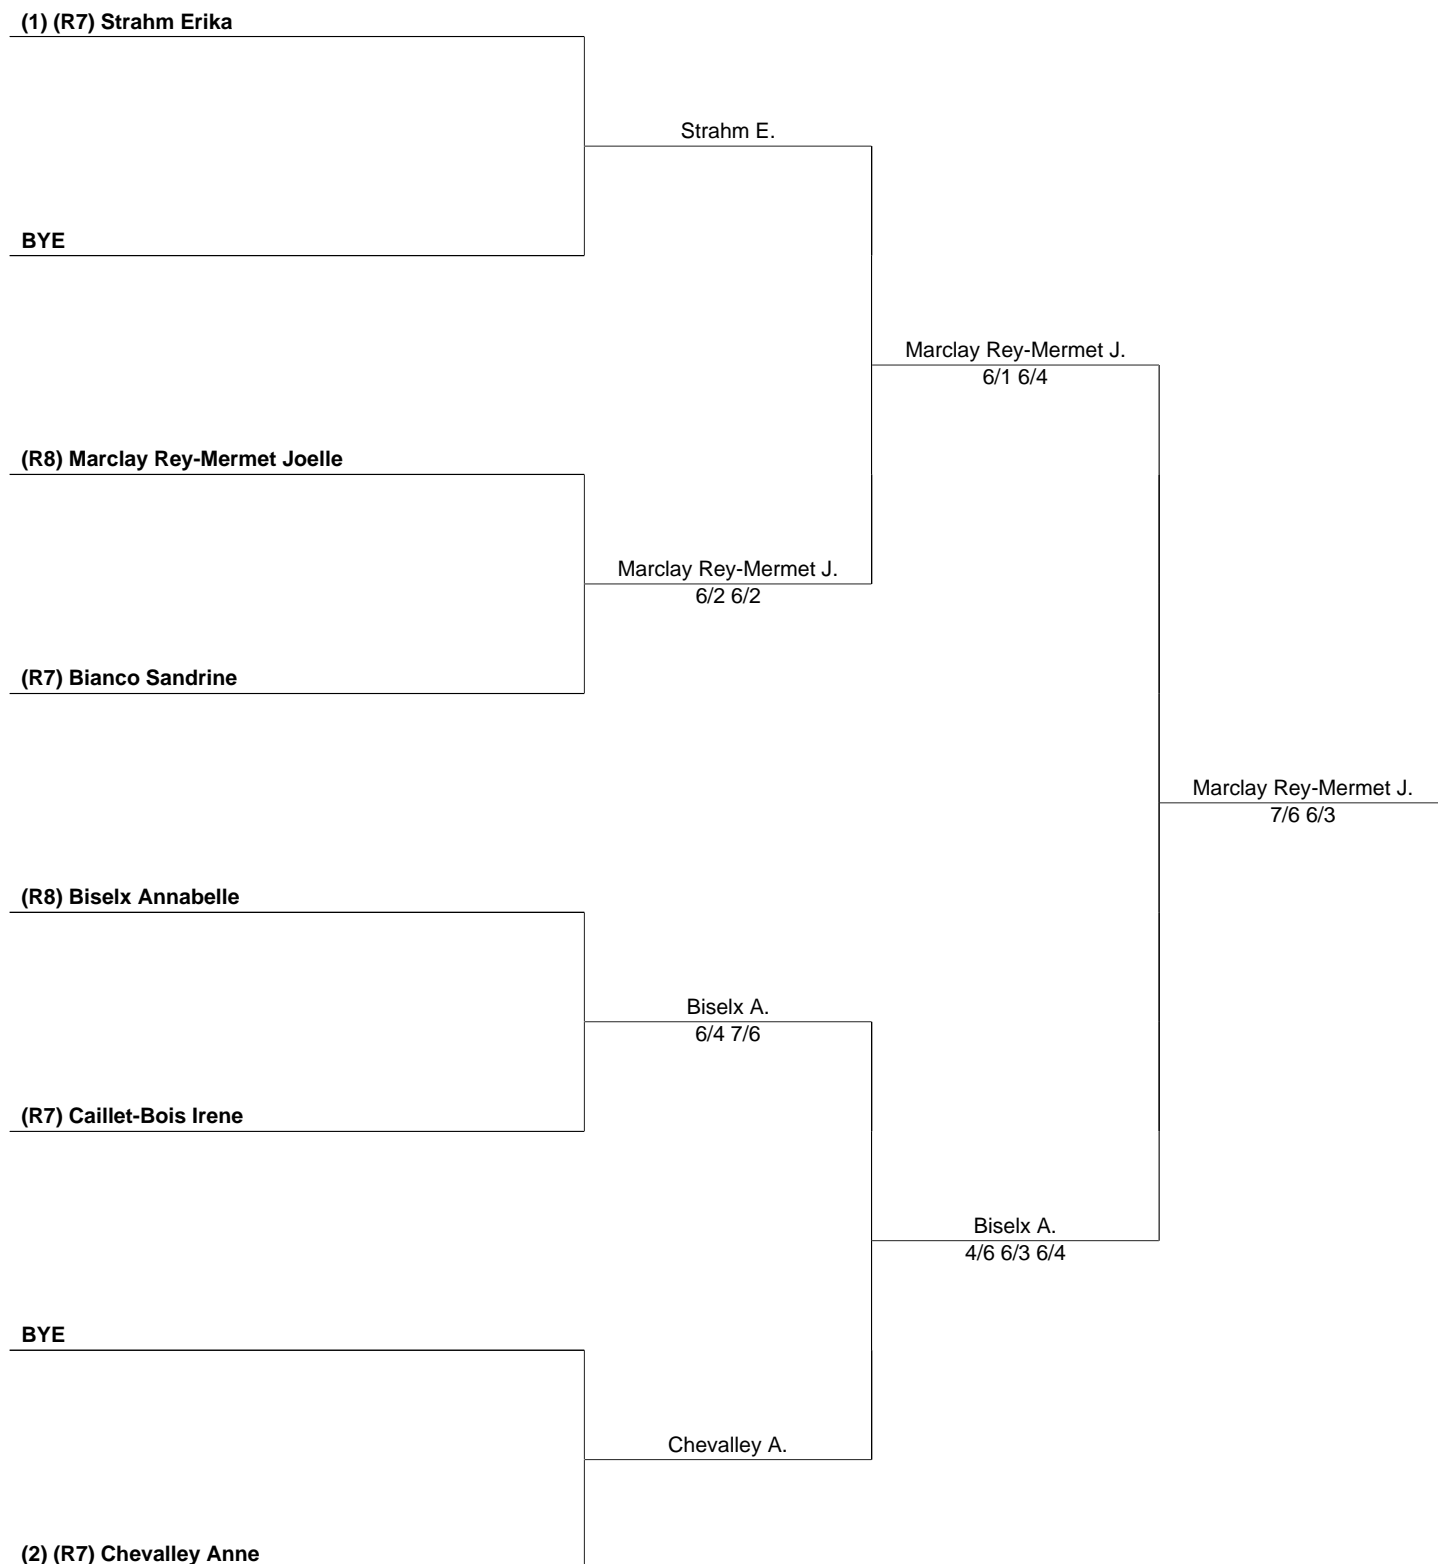 (1) (R7) Strahm Erika
Strahm E.
BYE
Marclay Rey-Mermet J.
6/1 6/4
(R8) Marclay Rey-Mermet Joelle
Marclay Rey-Mermet J.
6/2 6/2
(R7) Bianco Sandrine
Marclay Rey-Mermet J.
7/6 6/3
(R8) Biselx Annabelle
Biselx A.
6/4 7/6
(R7) Caillet-Bois Irene
Biselx A.
4/6 6/3 6/4
BYE
Chevalley A.
(2) (R7) Chevalley Anne